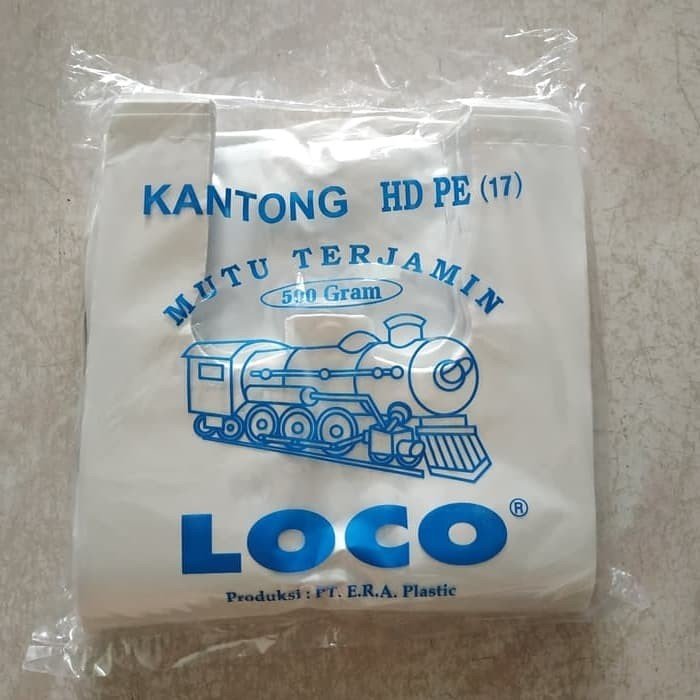 KANTONG HD PE (17)
MUTU TERJAMIN
500 Gram
LOCO ®
Produksi : PT. E.R.A. Plastic